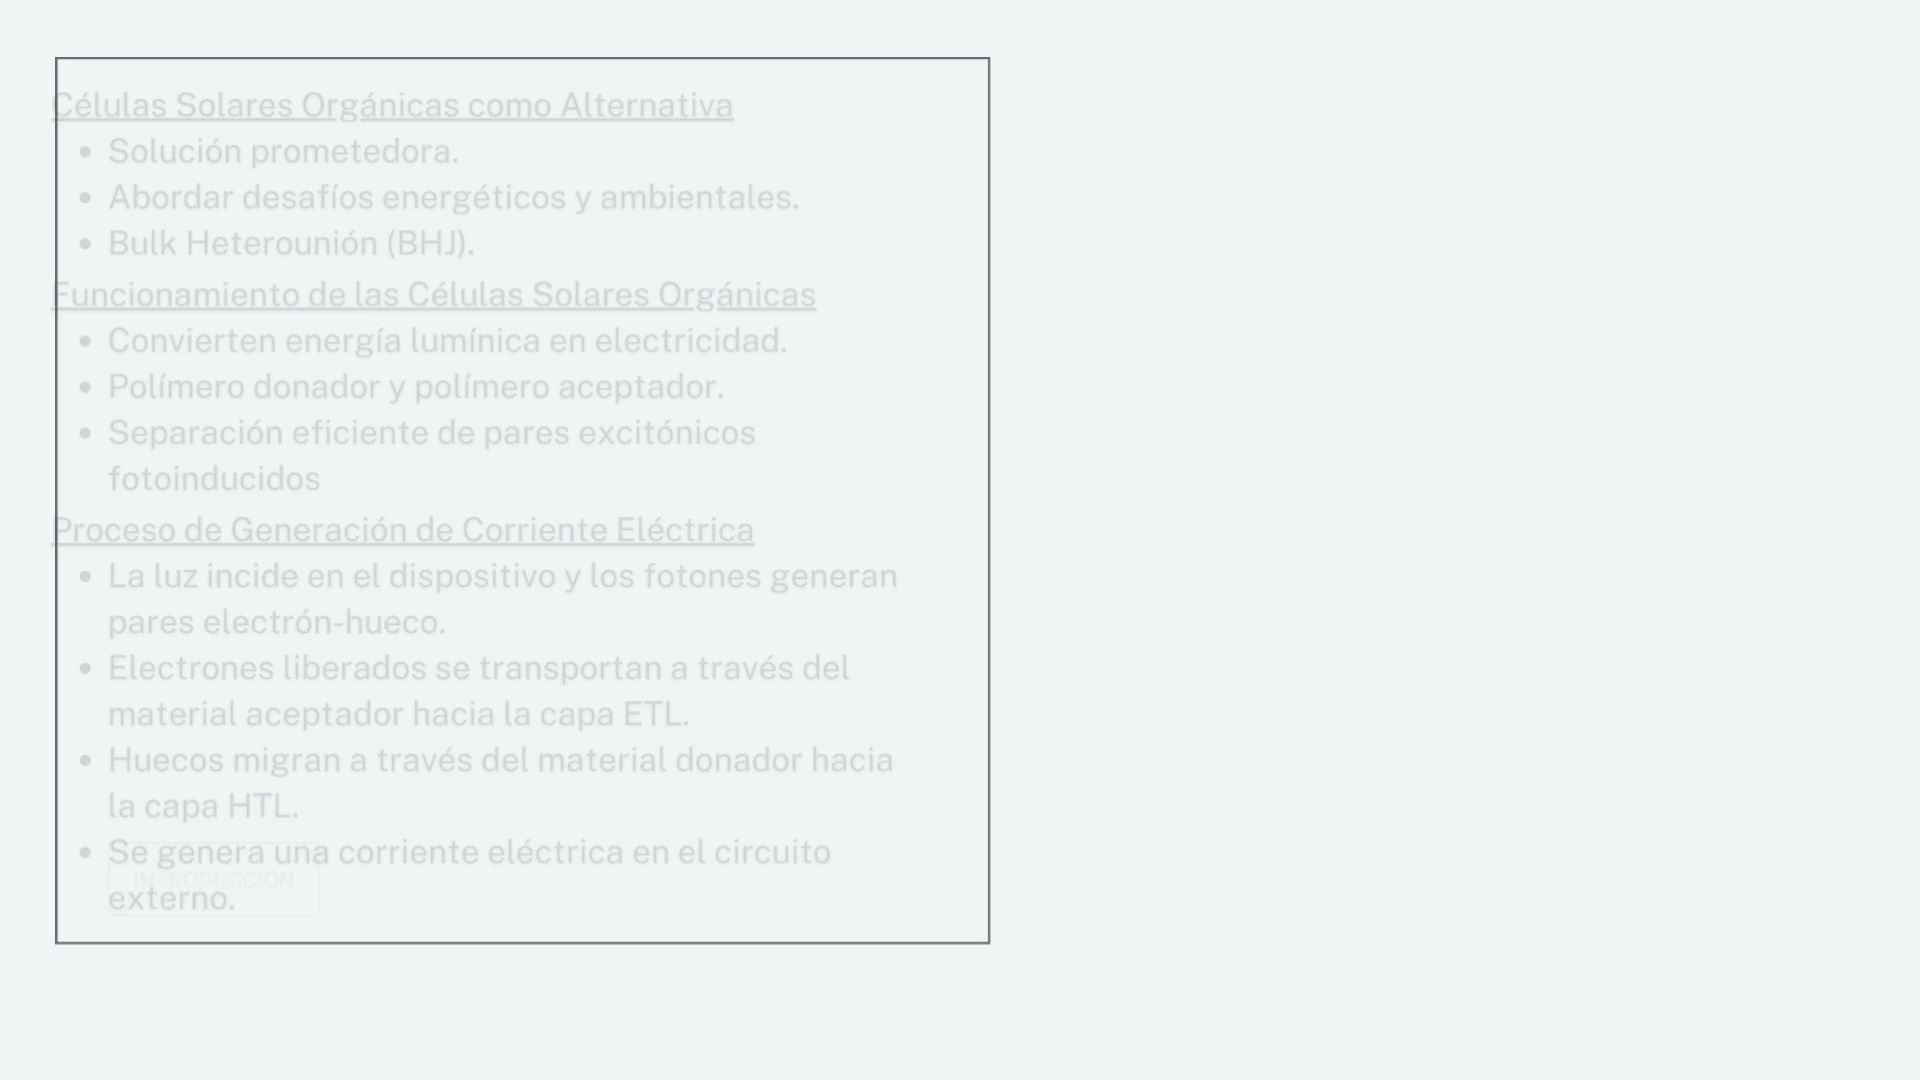 Células Solares Orgánicas como Alternativa
• Solución prometedora.
• Abordar desafíos energéticos y ambientales.
• Bulk Heterounión (BHJ).
Funcionamiento de las Células Solares Orgánicas
• Convierten energía lumínica en electricidad.
• Polímero donador y polímero aceptador.
• Separación eficiente de pares excitónicos
fotoinducidos
Proceso de Generación de Corriente Eléctrica
• La luz incide en el dispositivo y los fotones generan
pares electrón-hueco.
• Electrones liberados se transportan a través del
material aceptador hacia la capa ETL.
• Huecos migran a través del material donador hacia
la capa HTL.
• Se genera una corriente eléctrica en el circuito
externo.
INTRODUCCIÓN